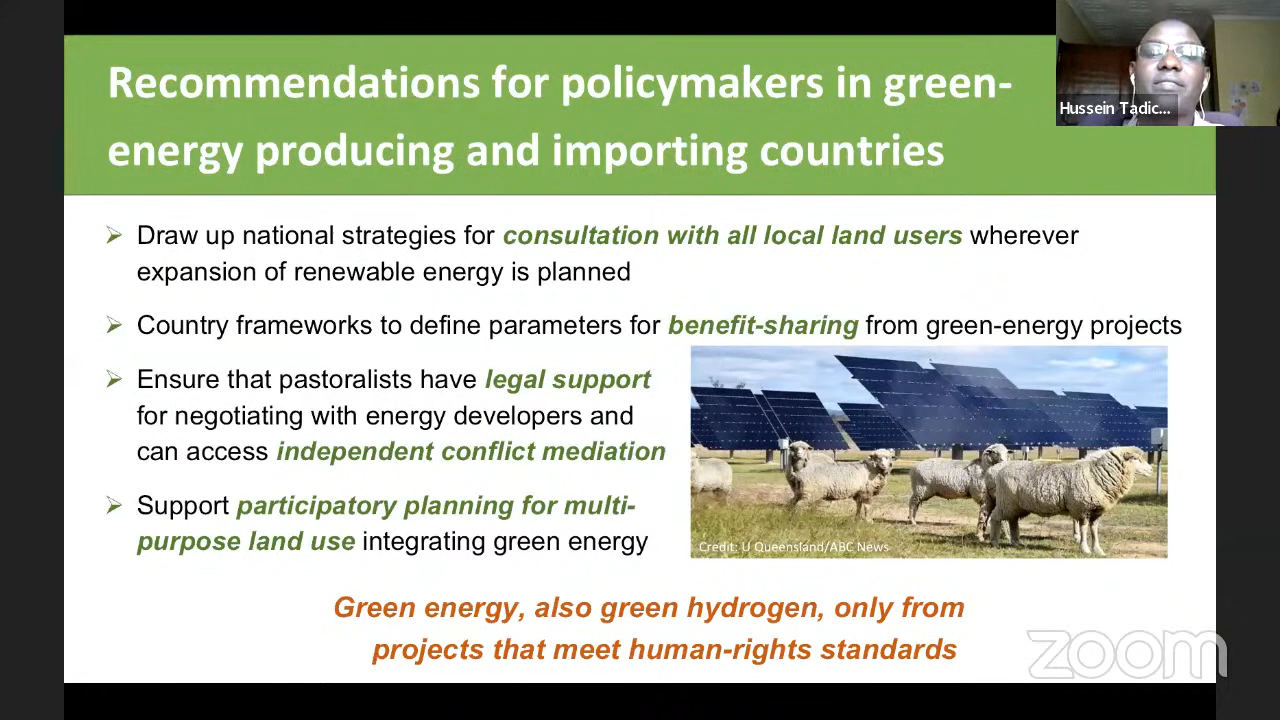 Recommendations for policymakers in green-
energy producing and importing countries
Hussein Tadic...
Draw up national strategies for consultation with all local land users wherever
expansion of renewable energy is planned
Country frameworks to define parameters for benefit-sharing from green-energy projects
Ensure that pastoralists have legal support
for negotiating with energy developers and
can access independent conflict mediation
Support participatory planning for multi-
purpose land use integrating green energy
Credit: U Queensland/ABC News
Green energy, also green hydrogen, only from
projects that meet human-rights standards
zoom